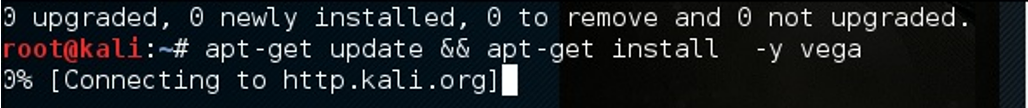 0 upgraded, 0 newly installed, 0 to remove and 0 not upgraded.
root@kali:~# apt-get update && apt-get install  -y vega
0% [Connecting to http.kali.org]